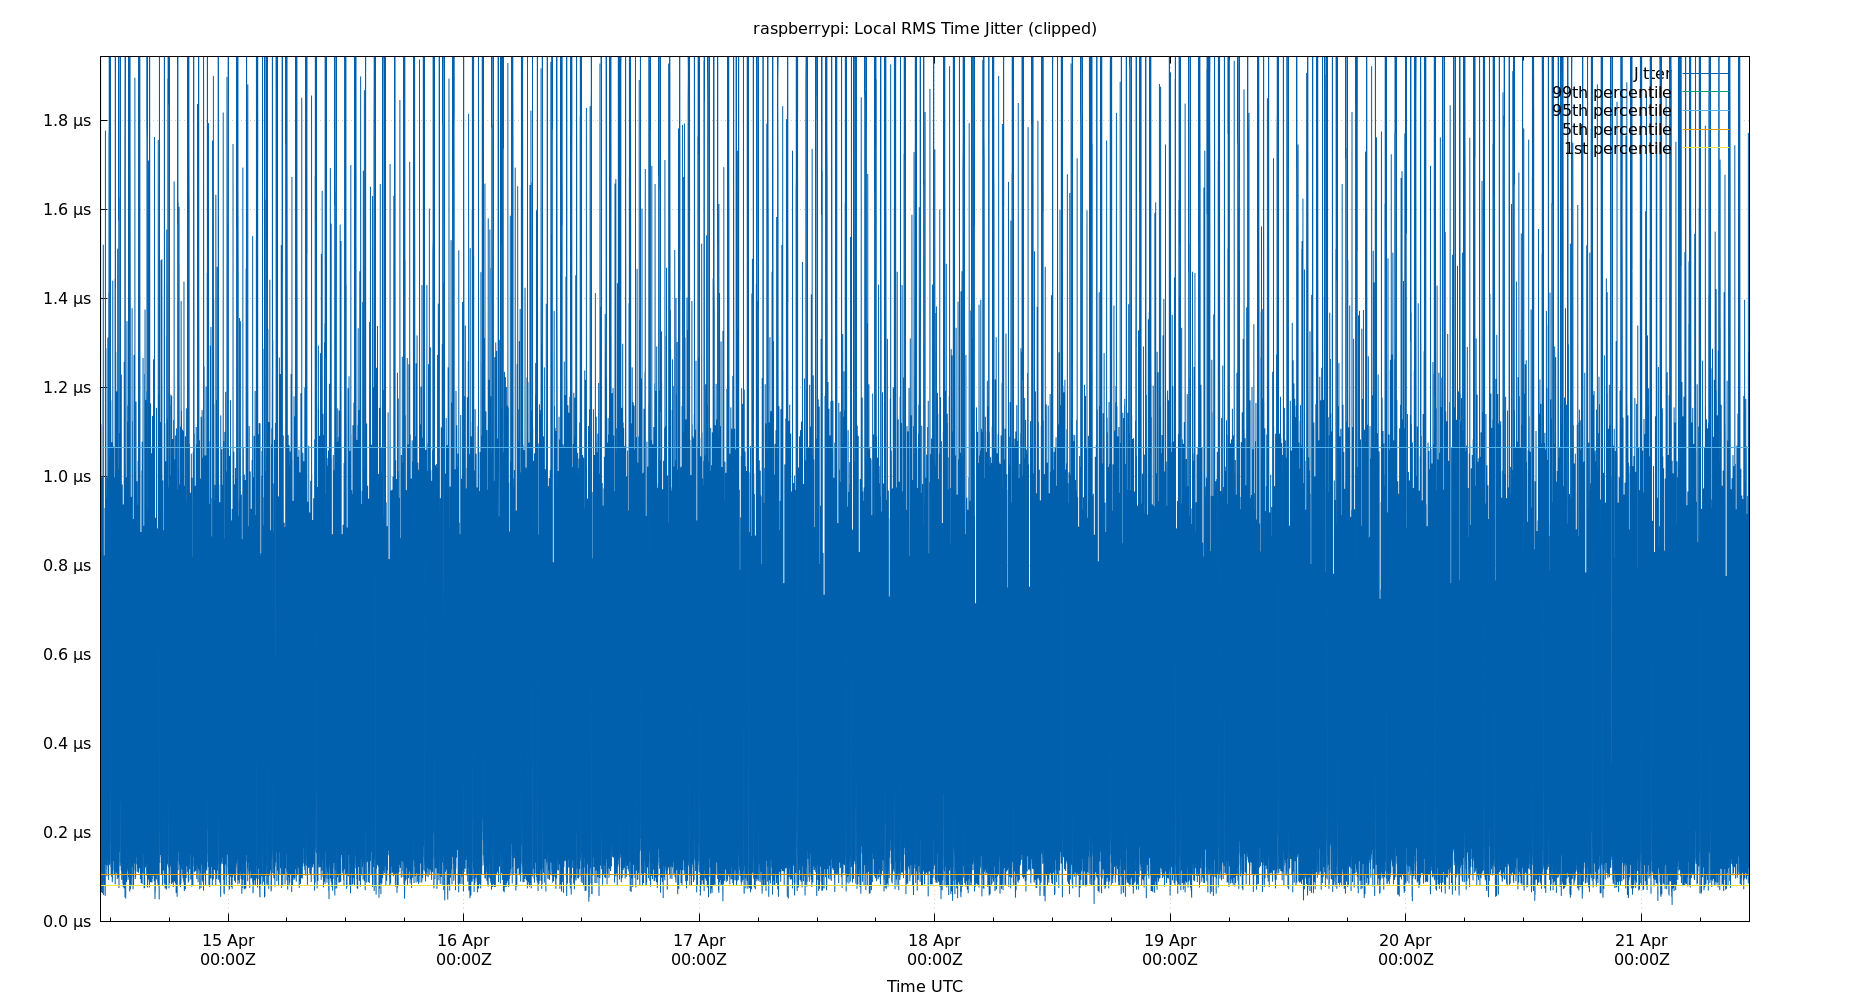 raspberrypi: Local RMS Time Jitter (clipped)
Jitter
99th percentile
95th percentile
5th percentile
1st percentile
1.8 μs
1.6 μs
1.4 μs
1.2 μs
1.0 μs
0.8 μs
0.6 μs
0.4 μs
0.2 μs
0.0 μs
15 Apr 16 Apr 17 Apr 18 Apr 19 Apr 20 Apr 21 Apr
00:00Z 00:00Z 00:00Z 00:00Z 00:00Z 00:00Z 00:00Z
Time UTC